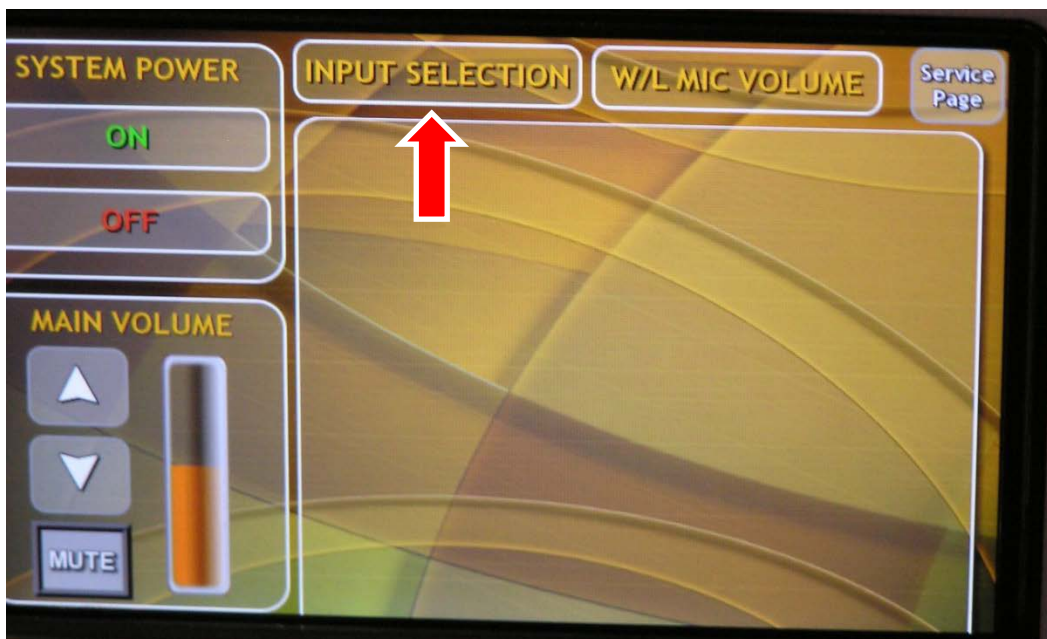 SYSTEM POWER
ON
OFF
MAIN VOLUME
MUTE
INPUT SELECTION
W/L MIC VOLUME
Service
Page